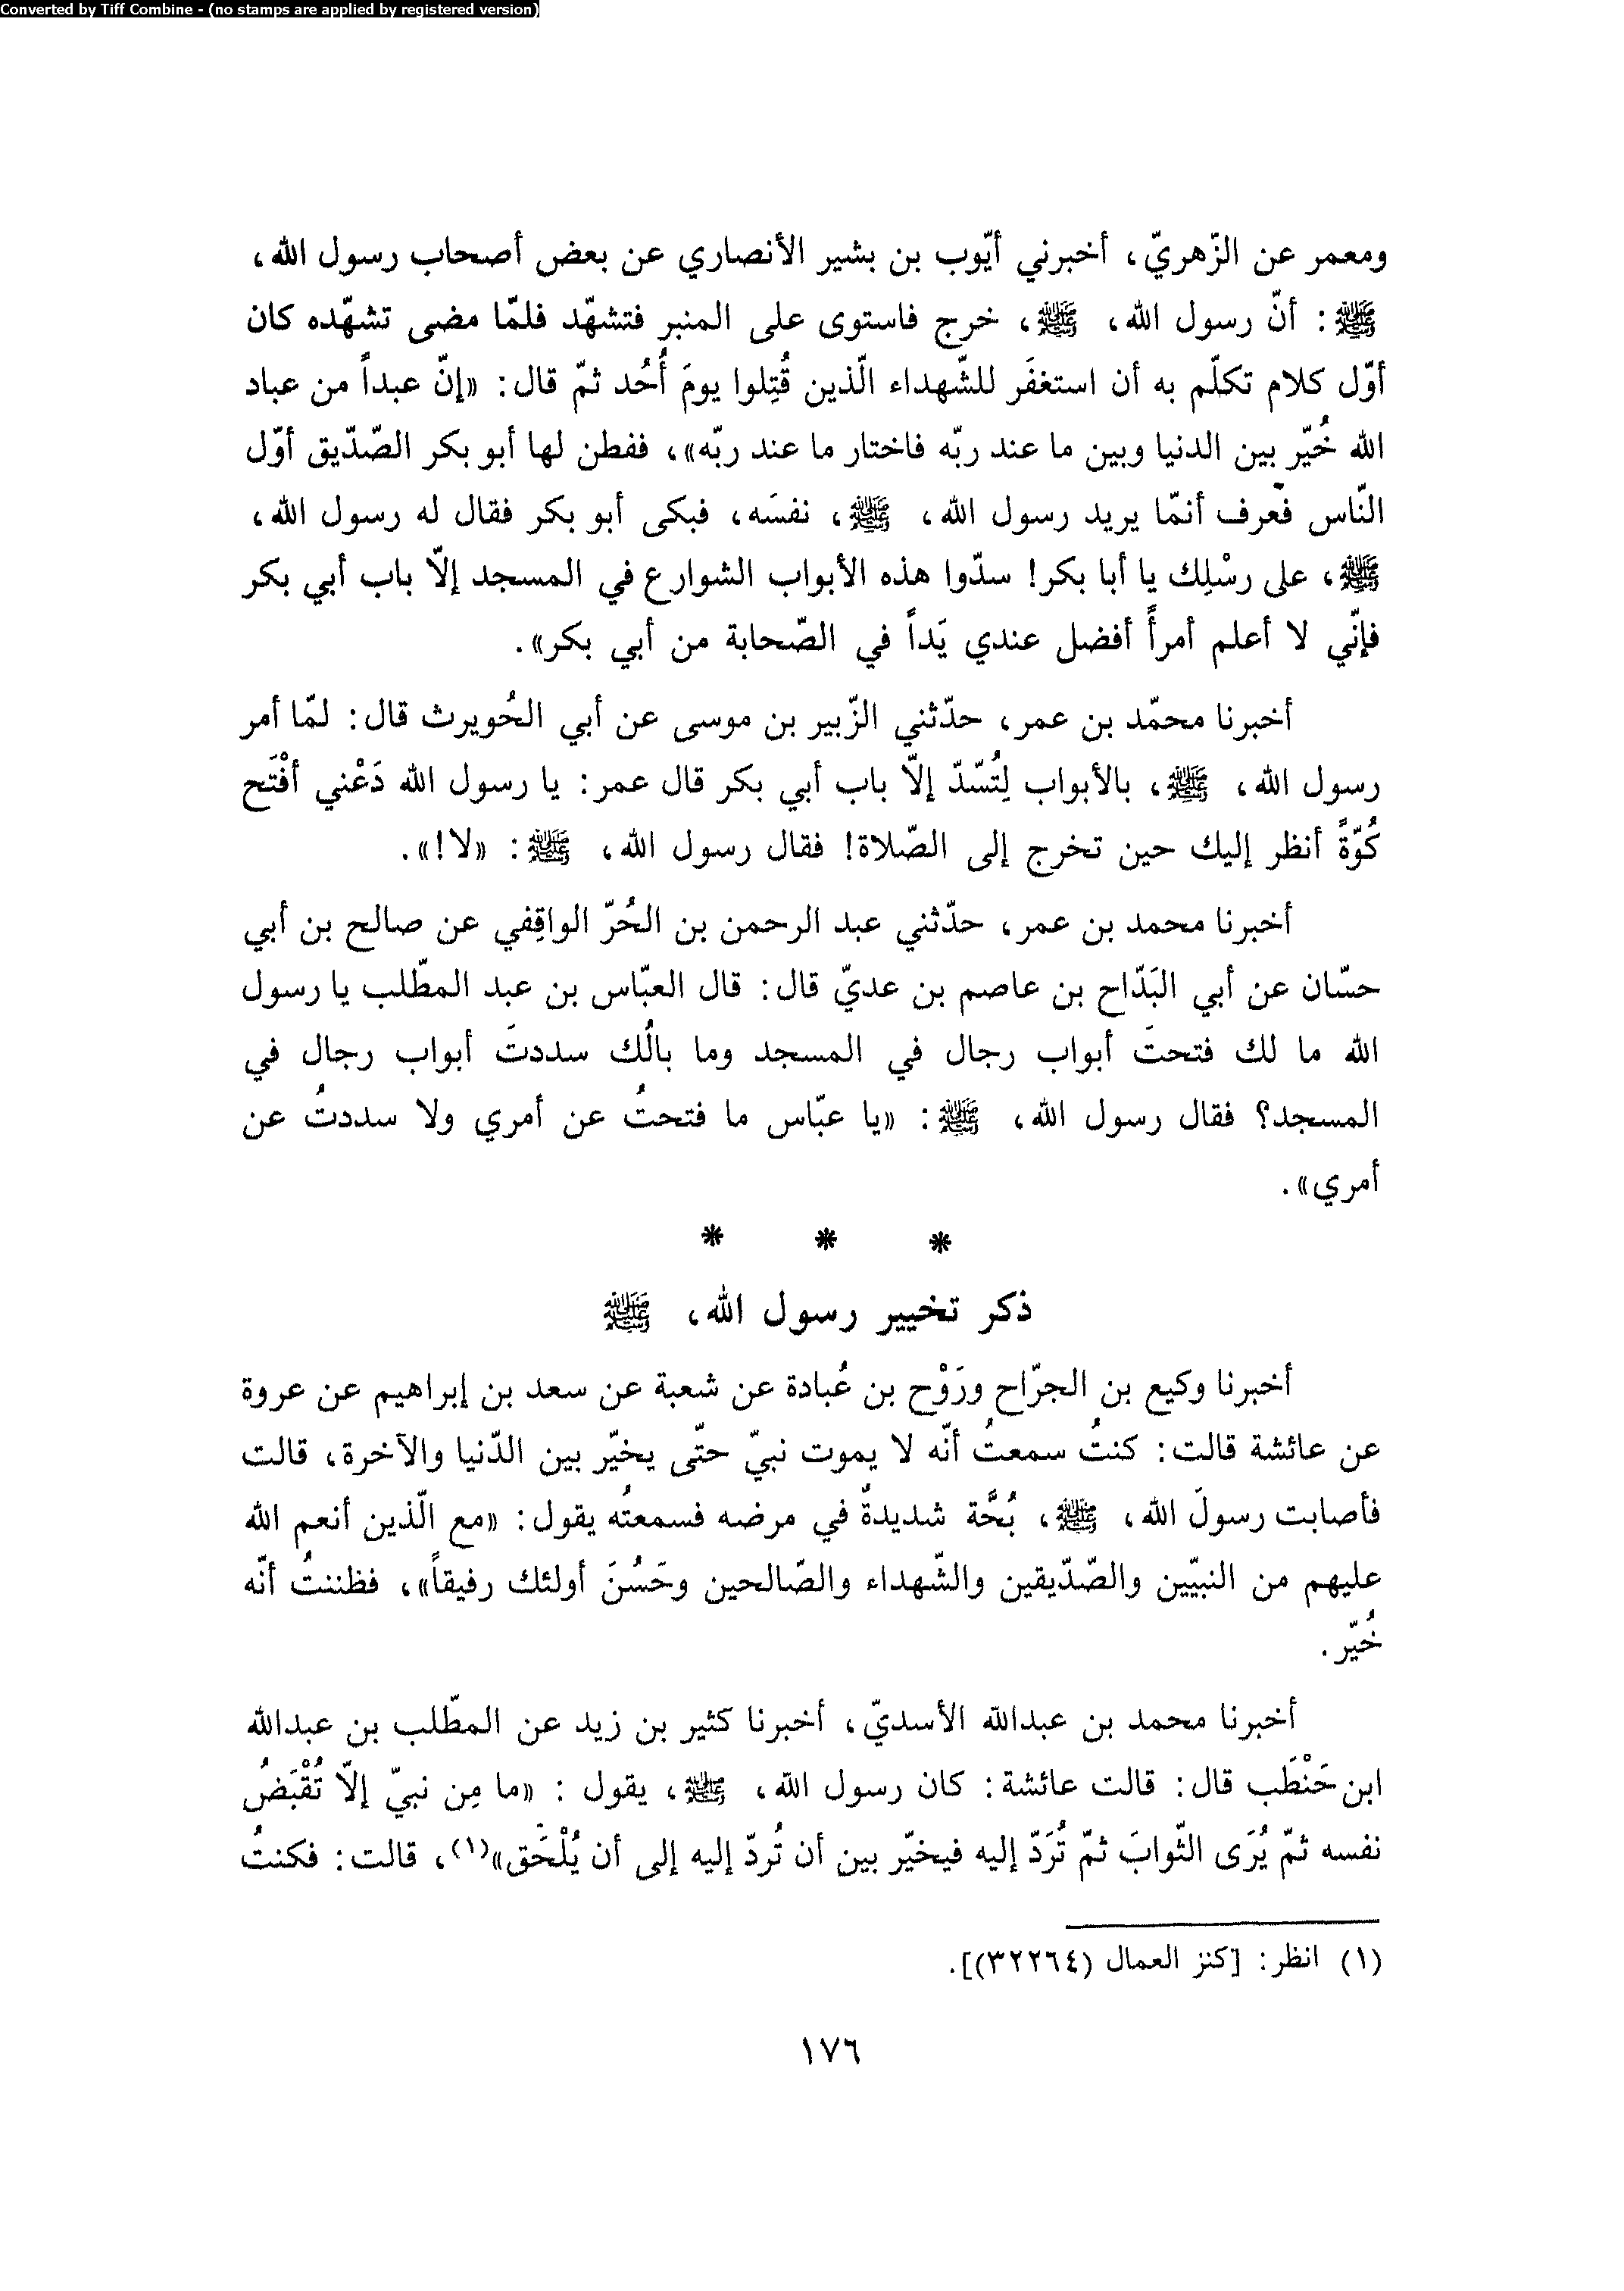 Converted by Tiff Combine - (no stamps are applied by registered version)
ومعمر عن الزّهريّ، أخبرني أيّوب بن بشير الأنصاري عن بعض أصحاب رسول الله،
ﷺ: أنّ رسول الله، ﷺ، خرج فاستوى على المنبر فتشهّد فلمّا مضى تشهّده كان
أوّل كلام تكلّم به أن استغفَر للشّهداء الّذين قُتِلوا يومَ أُحُد ثمّ قال: «إنّ عبداً من عباد
الله خُيّر بين الدنيا وبين ما عند ربّه فاختار ما عند ربّه»، ففطن لها أبو بكر الصّدّيق أوّل
النّاس فعرف أنمّا يريد رسول الله، ﷺ، نفسَه، فبكى أبو بكر فقال له رسول الله،
ﷺ، على رسْلِك يا أبا بكر! سدّوا هذه الأبواب الشوارع في المسجد إلّا باب أبي بكر
فإنّي لا أعلم أمرأً أفضل عندي يَداً في الصّحابة من أبي بكر».
أخبرنا محمّد بن عمر، حدّثني الزّبير بن موسى عن أبي الحُويرث قال: لمّا أمر
رسول الله، ﷺ، بالأبواب لِتُسّدّ إلّا باب أبي بكر قال عمر: يا رسول الله دَعْني أفْتَح
كُوّةً أنظر إليك حين تخرج إلى الصّلاة! فقال رسول الله، ﷺ: «لا!».
أخبرنا محمد بن عمر، حدّثني عبد الرحمن بن الحُرّ الواقِفي عن صالح بن أبي
حسّان عن أبي البَدّاح بن عاصم بن عديّ قال: قال العبّاس بن عبد المطّلب يا رسول
الله ما لك فتحتَ أبواب رجال في المسجد وما بالُك سددتَ أبواب رجال في
المسجد؟ فقال رسول الله، ﷺ: «يا عبّاس ما فتحتُ عن أمري ولا سددتُ عن
أمري».
* * *
ذكر تخيير رسول الله، ﷺ
أخبرنا وكيع بن الجرّاح ورَوْح بن عُبادة عن شعبة عن سعد بن إبراهيم عن عروة
عن عائشة قالت: كنتُ سمعتُ أنّه لا يموت نبيّ حتّى يخيّر بين الدّنيا والآخرة، قالت
فأصابت رسولَ الله، ﷺ، بُحَّة شديدةٌ في مرضه فسمعتُه يقول: «مع الّذين أنعم الله
عليهم من النبيّين والصّدّيقين والشّهداء والصّالحين وحَسُنَ أولئك رفيقاً»، فظننتُ أنّه
خُيّر.
أخبرنا محمد بن عبدالله الأسديّ، أخبرنا كثير بن زيد عن المطّلب بن عبدالله
ابن حَنْطَب قال: قالت عائشة: كان رسول الله، ﷺ، يقول: «ما مِن نبيّ إلّا تُقْبَضُ
نفسه ثمّ يُرَى الثّوابَ ثمّ تُرَدّ إليه فيخيّر بين أن تُردّ إليه إلى أن يُلْحَق»(١)، قالت: فكنتُ
(١) انظر: [كنز العمال (٣٢٢٦٤)].
١٧٦